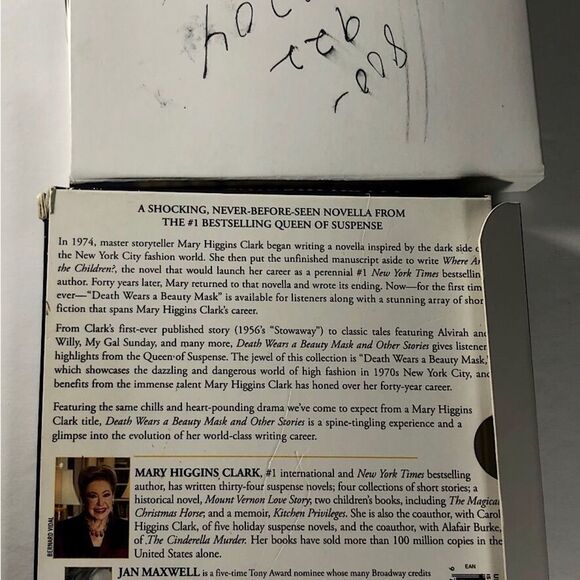 800-
A SHOCKING, NEVER-BEFORE-SEEN NOVELLA FROM
THE #1 BESTSELLING QUEEN OF SUSPENSE
In 1974, master storyteller Mary Higgins Clark began writing a novella inspired by the dark side
the New York City fashion world. She then put the unfinished manuscript aside to write Where A
the Children?, the novel that would launch her career as a perennial #1 New York Times bestsellin
author. Forty years later, Mary returned to that novella and wrote its ending. Now—for the first tim
ever—“Death Wears a Beauty Mask” is available for listeners along with a stunning array of shor
fiction that spans Mary Higgins Clark’s career.
From Clark’s first-ever published story (1956’s “Stowaway”) to classic tales featuring Alvirah an
Willy, My Gal Sunday, and many more, Death Wears a Beauty Mask and Other Stories gives listener
highlights from the Queen of Suspense. The jewel of this collection is “Death Wears a Beauty Mask,”
which showcases the dazzling and dangerous world of high fashion in 1970s New York City, and
benefits from the immense talent Mary Higgins Clark has honed over her forty-year career.
Featuring the same chills and heart-pounding drama we’ve come to expect from a Mary Higgins
Clark title, Death Wears a Beauty Mask and Other Stories is a spine-tingling experience and a
glimpse into the evolution of her world-class writing career.
BERNARD VIDAL
MARY HIGGINS CLARK, #1 international and New York Times bestselling
author, has written thirty-four suspense novels; four collections of short stories; a
historical novel, Mount Vernon Love Story; two children’s books, including The Magical
Christmas Horse; and a memoir, Kitchen Privileges. She is also the coauthor, with Carol
Higgins Clark, of five holiday suspense novels, and the coauthor, with Alafair Burke,
of The Cinderella Murder. Her books have sold more than 100 million copies in the
United States alone.
JAN MAXWELL is a five-time Tony Award nominee whose many Broadway credits
EAN